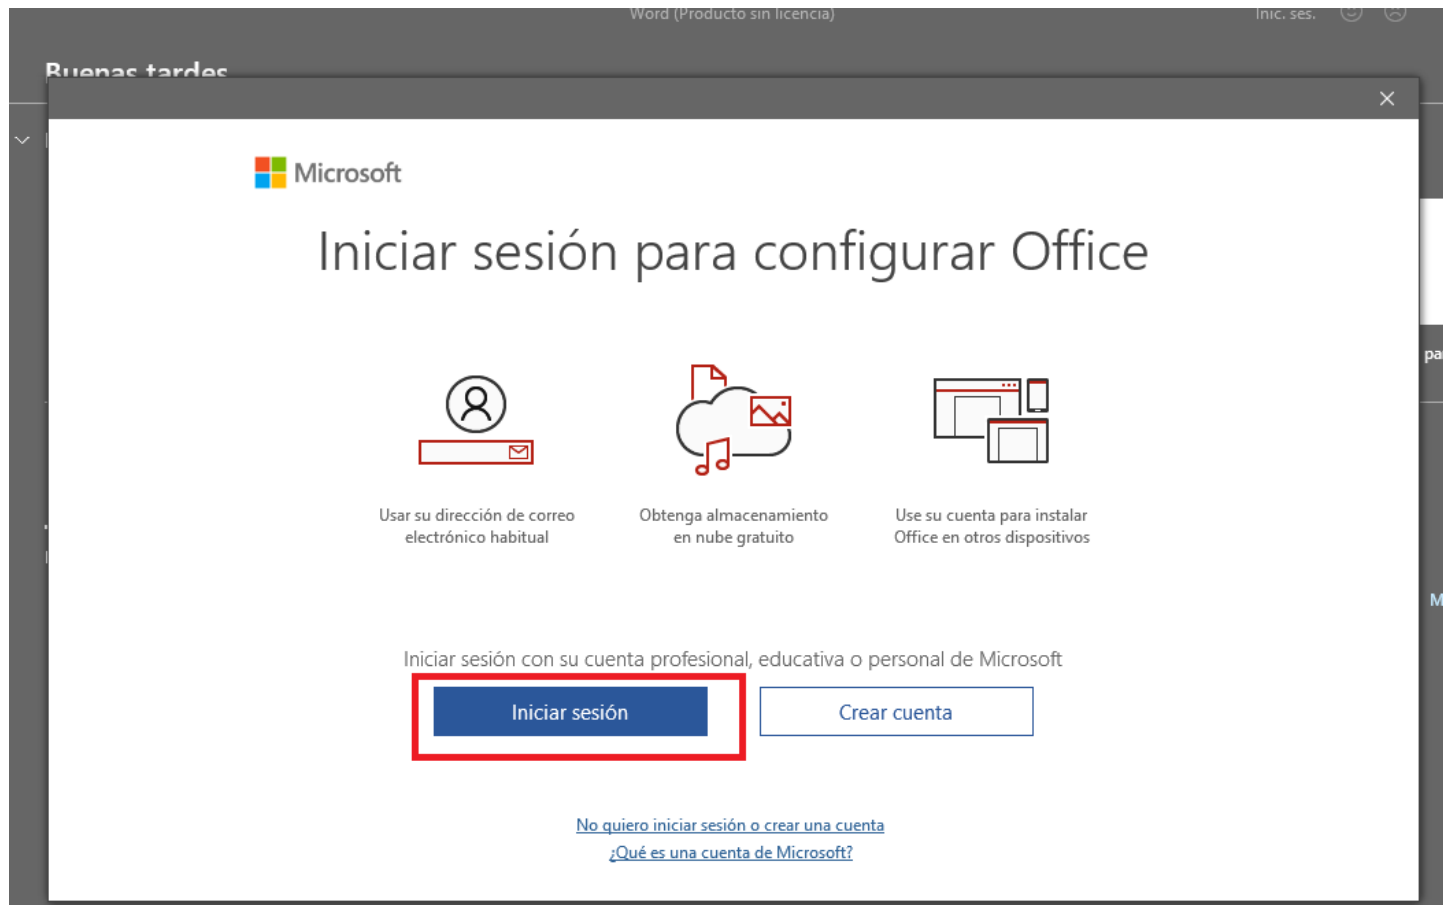 Word (Producto sin licencia)
Inic. ses.
Buenas tardes
Microsoft
Iniciar sesión para configurar Office
Usar su dirección de correo
electrónico habitual
Obtenga almacenamiento
en nube gratuito
Use su cuenta para instalar
Office en otros dispositivos
Iniciar sesión con su cuenta profesional, educativa o personal de Microsoft
Iniciar sesión
Crear cuenta
No quiero iniciar sesión o crear una cuenta
¿Qué es una cuenta de Microsoft?